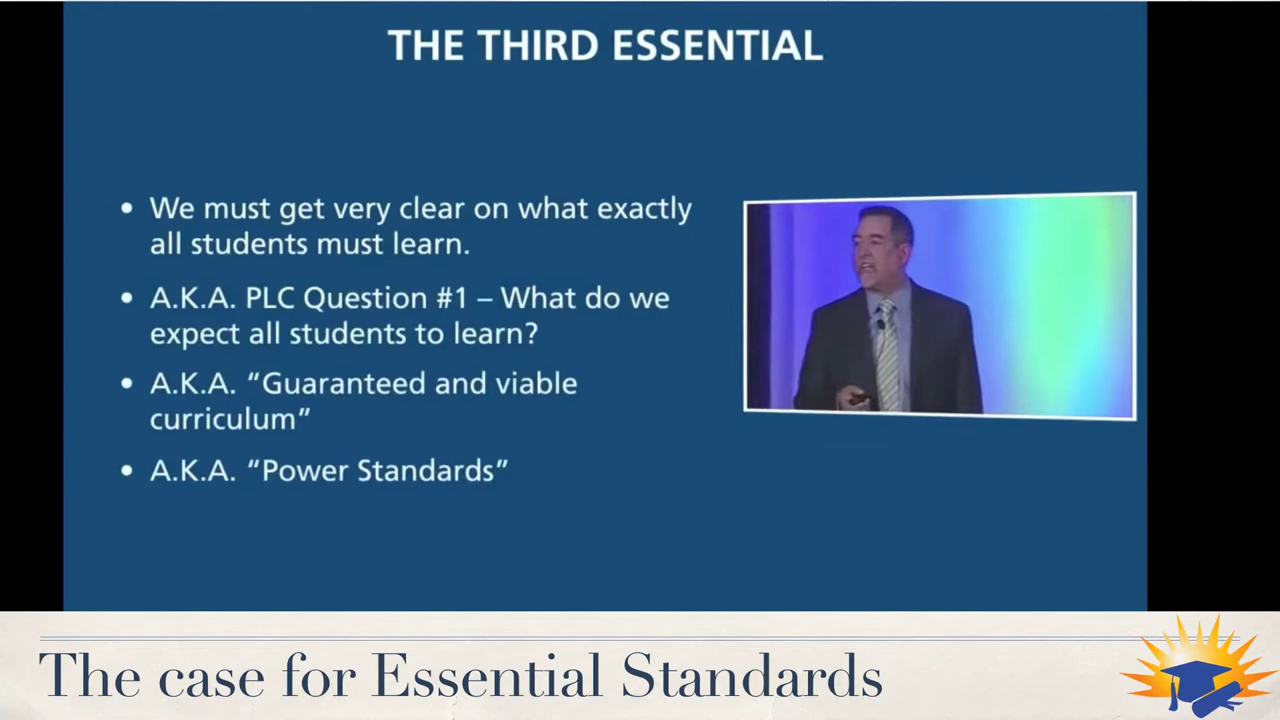 THE THIRD ESSENTIAL
• We must get very clear on what exactly
all students must learn.
• A.K.A. PLC Question #1 – What do we
expect all students to learn?
• A.K.A. “Guaranteed and viable
curriculum”
• A.K.A. “Power Standards”
The case for Essential Standards